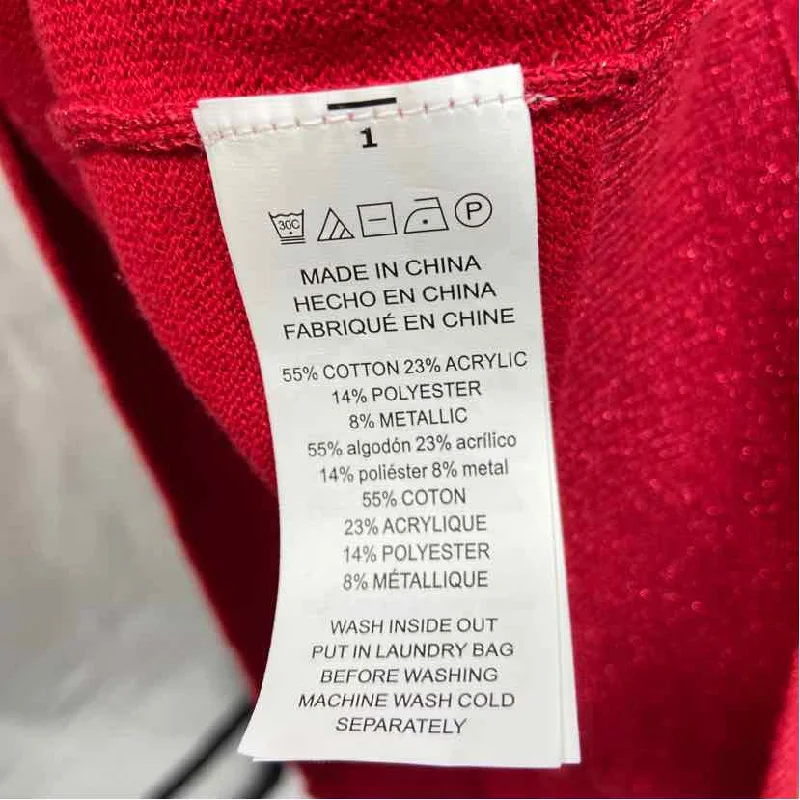 1
30C
P
MADE IN CHINA
HECHO EN CHINA
FABRIQUÉ EN CHINE
55% COTTON 23% ACRYLIC
14% POLYESTER
8% METALLIC
55% algodón 23% acrílico
14% poliéster 8% metal
55% COTON
23% ACRYLIQUE
14% POLYESTER
8% MÉTALLIQUE
WASH INSIDE OUT
PUT IN LAUNDRY BAG
BEFORE WASHING
MACHINE WASH COLD
SEPARATELY